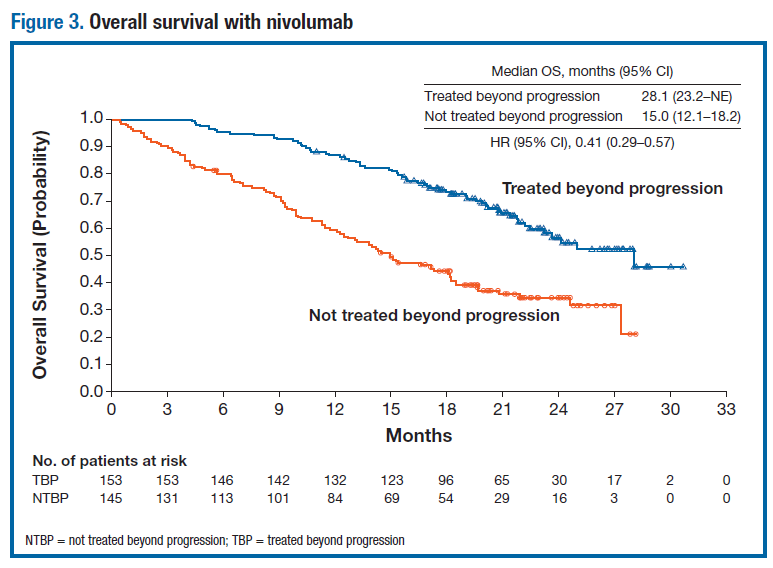 Figure 3. Overall survival with nivolumab
Median OS, months (95% CI)
Treated beyond progression 28.1 (23.2–NE)
Not treated beyond progression 15.0 (12.1–18.2)
HR (95% CI), 0.41 (0.29–0.57)
Overall Survival (Probability)
1.0
0.9
0.8
0.7
0.6
0.5
0.4
0.3
0.2
0.1
0.0
Treated beyond progression
Not treated beyond progression
0 3 6 9 12 15 18 21 24 27 30 33
Months
No. of patients at risk
TBP 153 153 146 142 132 123 96 65 30 17 2 0
NTBP 145 131 113 101 84 69 54 29 16 3 0 0
NTBP = not treated beyond progression; TBP = treated beyond progression